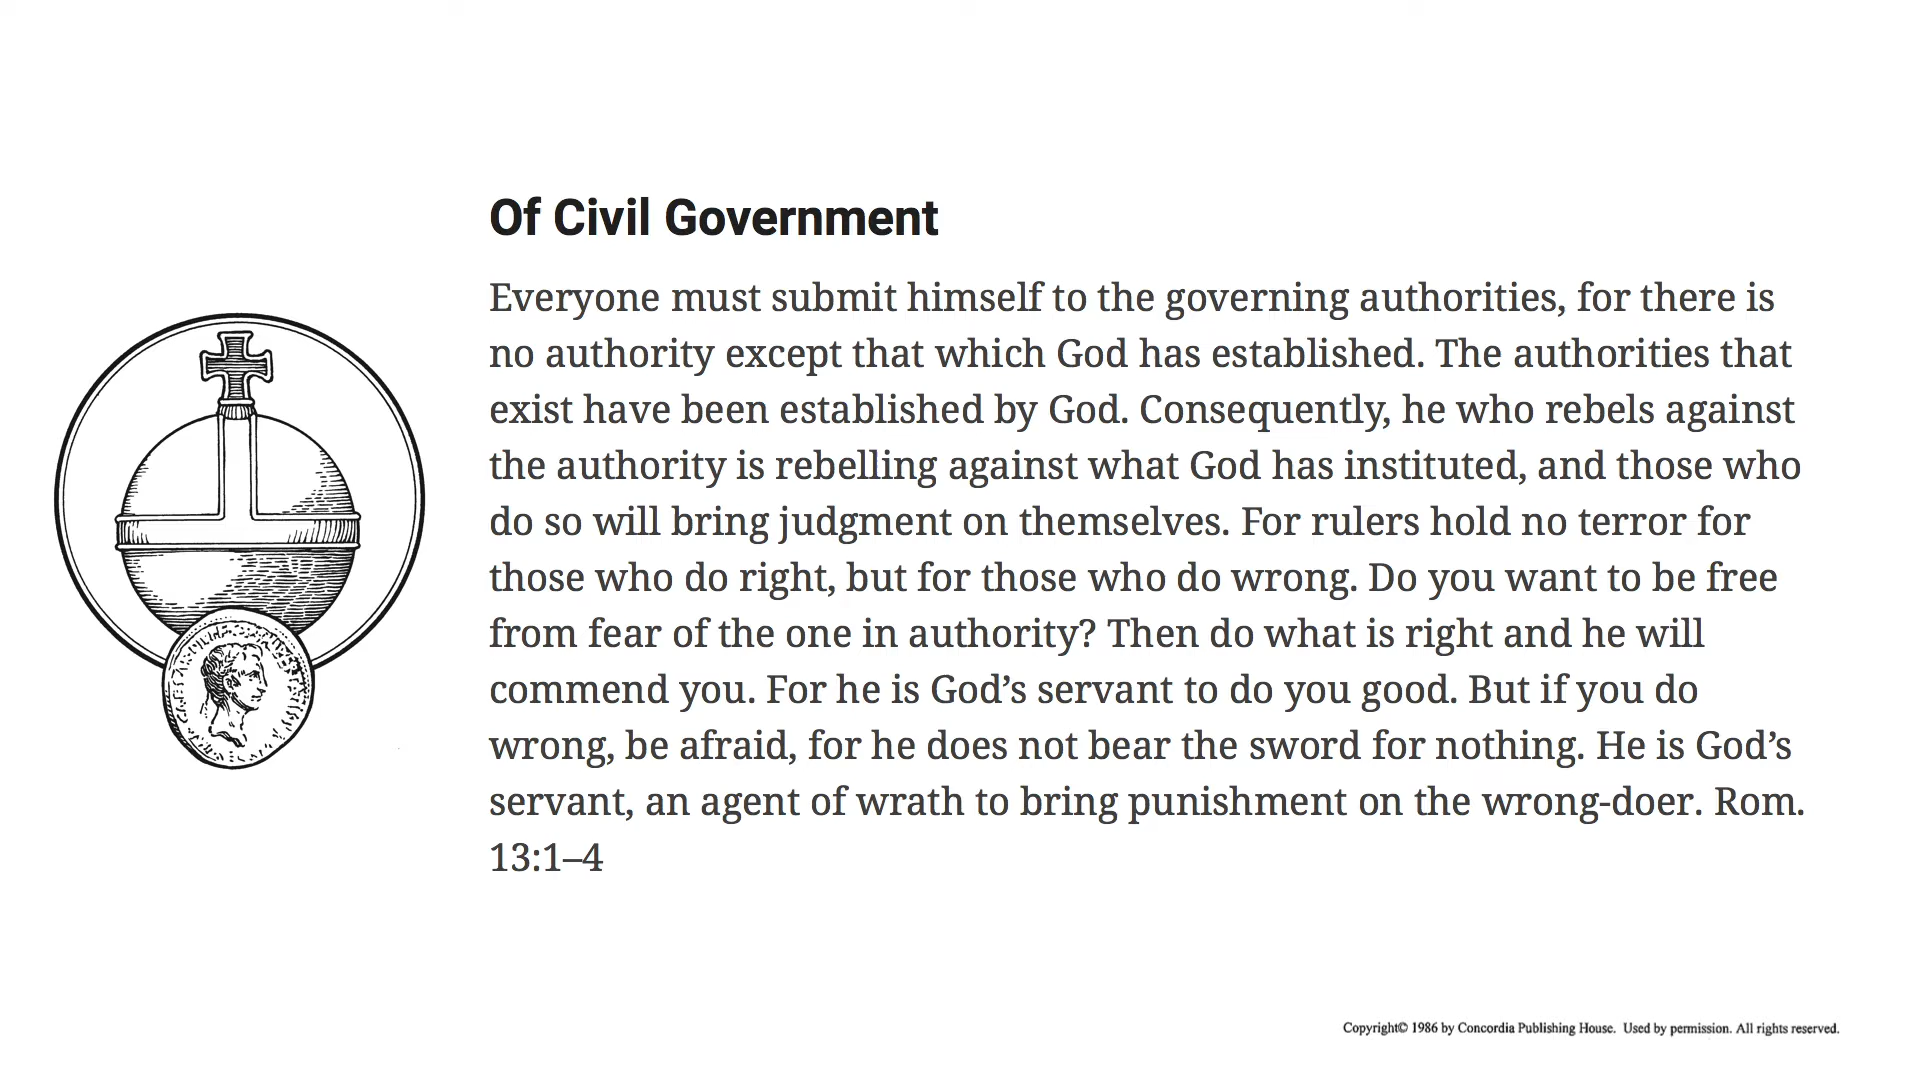 Of Civil Government
Everyone must submit himself to the governing authorities, for there is
no authority except that which God has established. The authorities that
exist have been established by God. Consequently, he who rebels against
the authority is rebelling against what God has instituted, and those who
do so will bring judgment on themselves. For rulers hold no terror for
those who do right, but for those who do wrong. Do you want to be free
from fear of the one in authority? Then do what is right and he will
commend you. For he is God’s servant to do you good. But if you do
wrong, be afraid, for he does not bear the sword for nothing. He is God’s
servant, an agent of wrath to bring punishment on the wrong-doer. Rom.
13:1–4
Copyright© 1986 by Concordia Publishing House. Used by permission. All rights reserved.